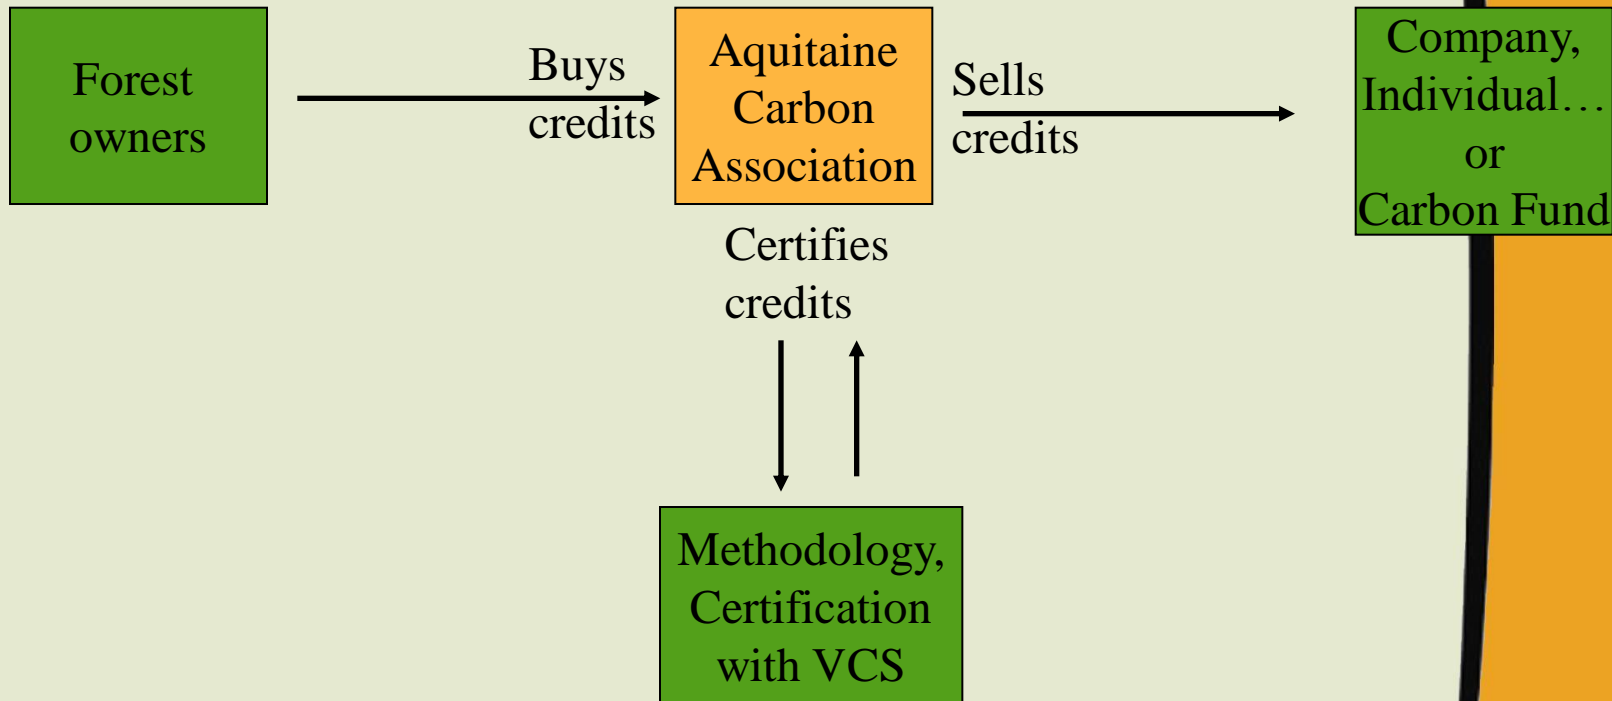 Forest
owners
Buys
credits
Aquitaine
Carbon
Association
Sells
credits
Company,
Individual…
or
Carbon Fund
Certifies
credits
Methodology,
Certification
with VCS